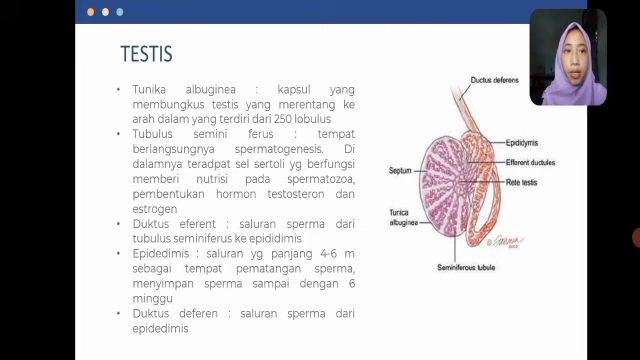 TESTIS
• Tunika albuginea : kapsul yang
membungkus testis yang merentang ke
arah dalam yang terdiri dari 250 lobulus
• Tubulus semini ferus : tempat
berlangsungnya spermatogenesis. Di
dalamnya teradpat sel sertoli yg berfungsi
memberi nutrisi pada spermatozoa,
pembentukan hormon testosteron dan
estrogen
• Duktus eferent : saluran sperma dari
tubulus seminiferus ke epididimis
• Epidedimis : saluran yg panjang 4-6 m
sebagai tempat pematangan sperma,
menyimpan sperma sampai dengan 6
minggu
• Duktus deferen : saluran sperma dari
epidedimis
Ductus deferens
Epididymis
Efferent ductules
Septum
Rete testis
Tunica
albuginea
Seminiferous tubule